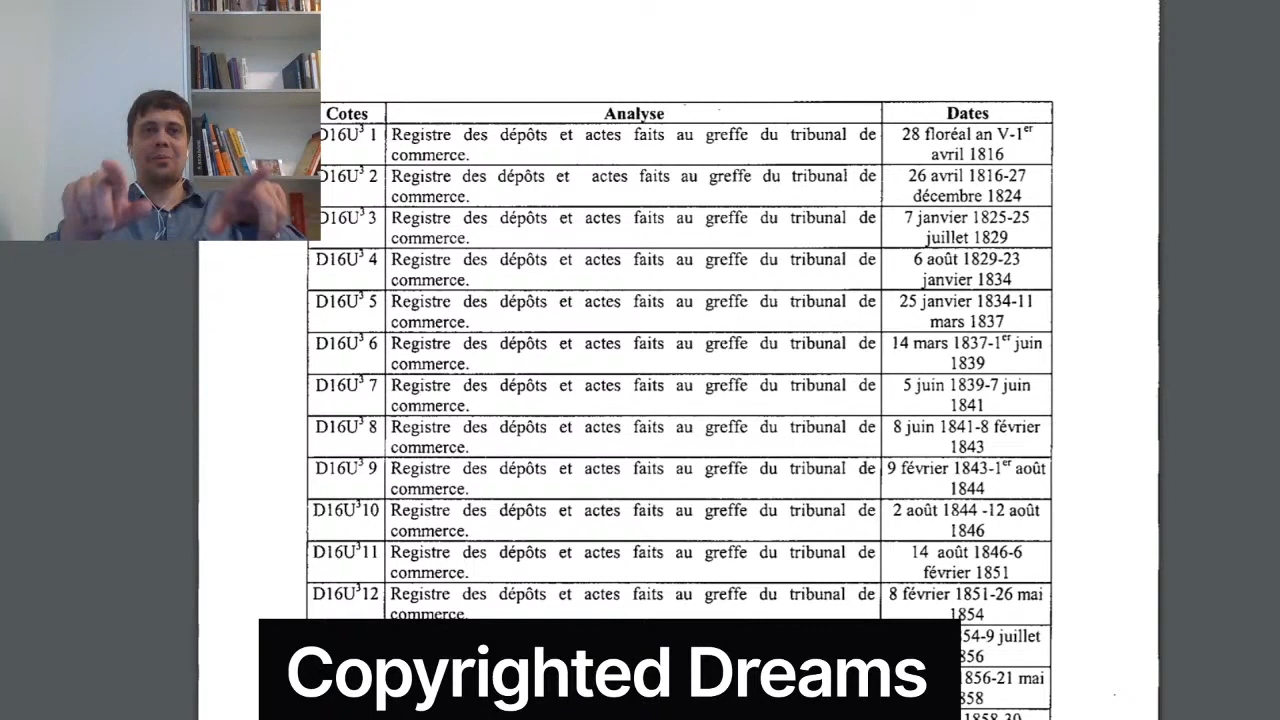 Cotes Analyse Dates
D16U³ 1 Registre des dépôts et actes faits au greffe du tribunal de 28 floréal an V-1er
commerce. avril 1816
D16U³ 2 Registre des dépôts et actes faits au greffe du tribunal de 26 avril 1816-27
commerce. décembre 1824
D16U³ 3 Registre des dépôts et actes faits au greffe du tribunal de 7 janvier 1825-25
commerce. juillet 1829
D16U³ 4 Registre des dépôts et actes faits au greffe du tribunal de 6 août 1829-23
commerce. janvier 1834
D16U³ 5 Registre des dépôts et actes faits au greffe du tribunal de 25 janvier 1834-11
commerce. mars 1837
D16U³ 6 Registre des dépôts et actes faits au greffe du tribunal de 14 mars 1837-1er juin
commerce. 1839
D16U³ 7 Registre des dépôts et actes faits au greffe du tribunal de 5 juin 1839-7 juin
commerce. 1841
D16U³ 8 Registre des dépôts et actes faits au greffe du tribunal de 8 juin 1841-8 février
commerce. 1843
D16U³ 9 Registre des dépôts et actes faits au greffe du tribunal de 9 février 1843-1er août
commerce. 1844
D16U³10 Registre des dépôts et actes faits au greffe du tribunal de 2 août 1844 -12 août
commerce. 1846
D16U³11 Registre des dépôts et actes faits au greffe du tribunal de 14 août 1846-6
commerce. février 1851
D16U³12 Registre des dépôts et actes faits au greffe du tribunal de 8 février 1851-26 mai
commerce. 1854
54-9 juillet
856
1856-21 mai
858
Copyrighted Dreams